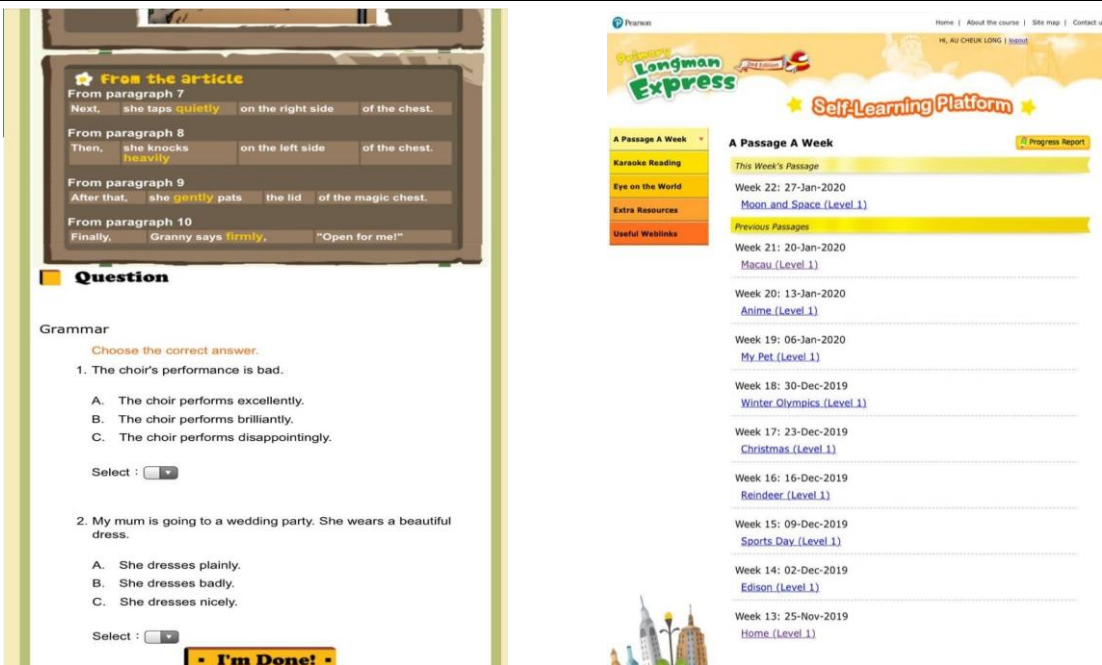 From the article
From paragraph 7
Next, she taps quietly on the right side of the chest.
From paragraph 8
Then, she knocks heavily on the left side of the chest.
From paragraph 9
After that, she gently pats the lid of the magic chest.
From paragraph 10
Finally, Granny says firmly, "Open for me!"
Question
Grammar
Choose the correct answer.
1. The choir's performance is bad.
A. The choir performs excellently.
B. The choir performs brilliantly.
C. The choir performs disappointingly.
Select :
2. My mum is going to a wedding party. She wears a beautiful
dress.
A. She dresses plainly.
B. She dresses badly.
C. She dresses nicely.
Select :
• I'm Done! •
Pearson
Home | About the course | Site map | Contact u
HI, AU CHEUK LONG | logout
Primary
Longman
Express
2nd Edition
Self-Learning Platform
A Passage A Week
Karaoke Reading
Eye on the World
Extra Resources
Useful Weblinks
A Passage A Week
Progress Report
This Week's Passage
Week 22: 27-Jan-2020
Moon and Space (Level 1)
Previous Passages
Week 21: 20-Jan-2020
Macau (Level 1)
Week 20: 13-Jan-2020
Anime (Level 1)
Week 19: 06-Jan-2020
My Pet (Level 1)
Week 18: 30-Dec-2019
Winter Olympics (Level 1)
Week 17: 23-Dec-2019
Christmas (Level 1)
Week 16: 16-Dec-2019
Reindeer (Level 1)
Week 15: 09-Dec-2019
Sports Day (Level 1)
Week 14: 02-Dec-2019
Edison (Level 1)
Week 13: 25-Nov-2019
Home (Level 1)